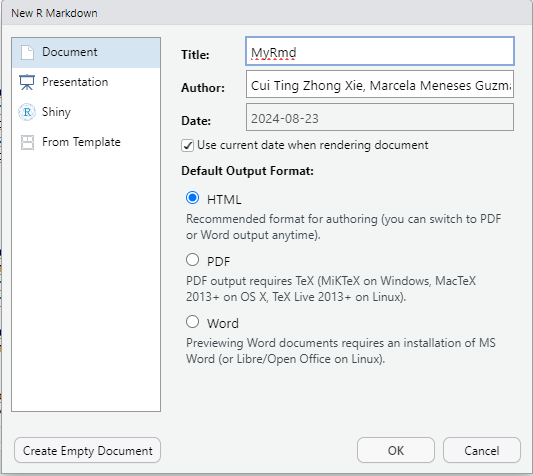 New R Markdown
Document
Presentation
Shiny
From Template
Title:
MyRmd
Author:
Cui Ting Zhong Xie, Marcela Meneses Guzm
Date:
2024-08-23
Use current date when rendering document
Default Output Format:
HTML
Recommended format for authoring (you can switch to PDF
or Word output anytime).
PDF
PDF output requires TeX (MiKTeX on Windows, MacTeX
2013+ on OS X, TeX Live 2013+ on Linux).
Word
Previewing Word documents requires an installation of MS
Word (or Libre/Open Office on Linux).
Create Empty Document
OK
Cancel